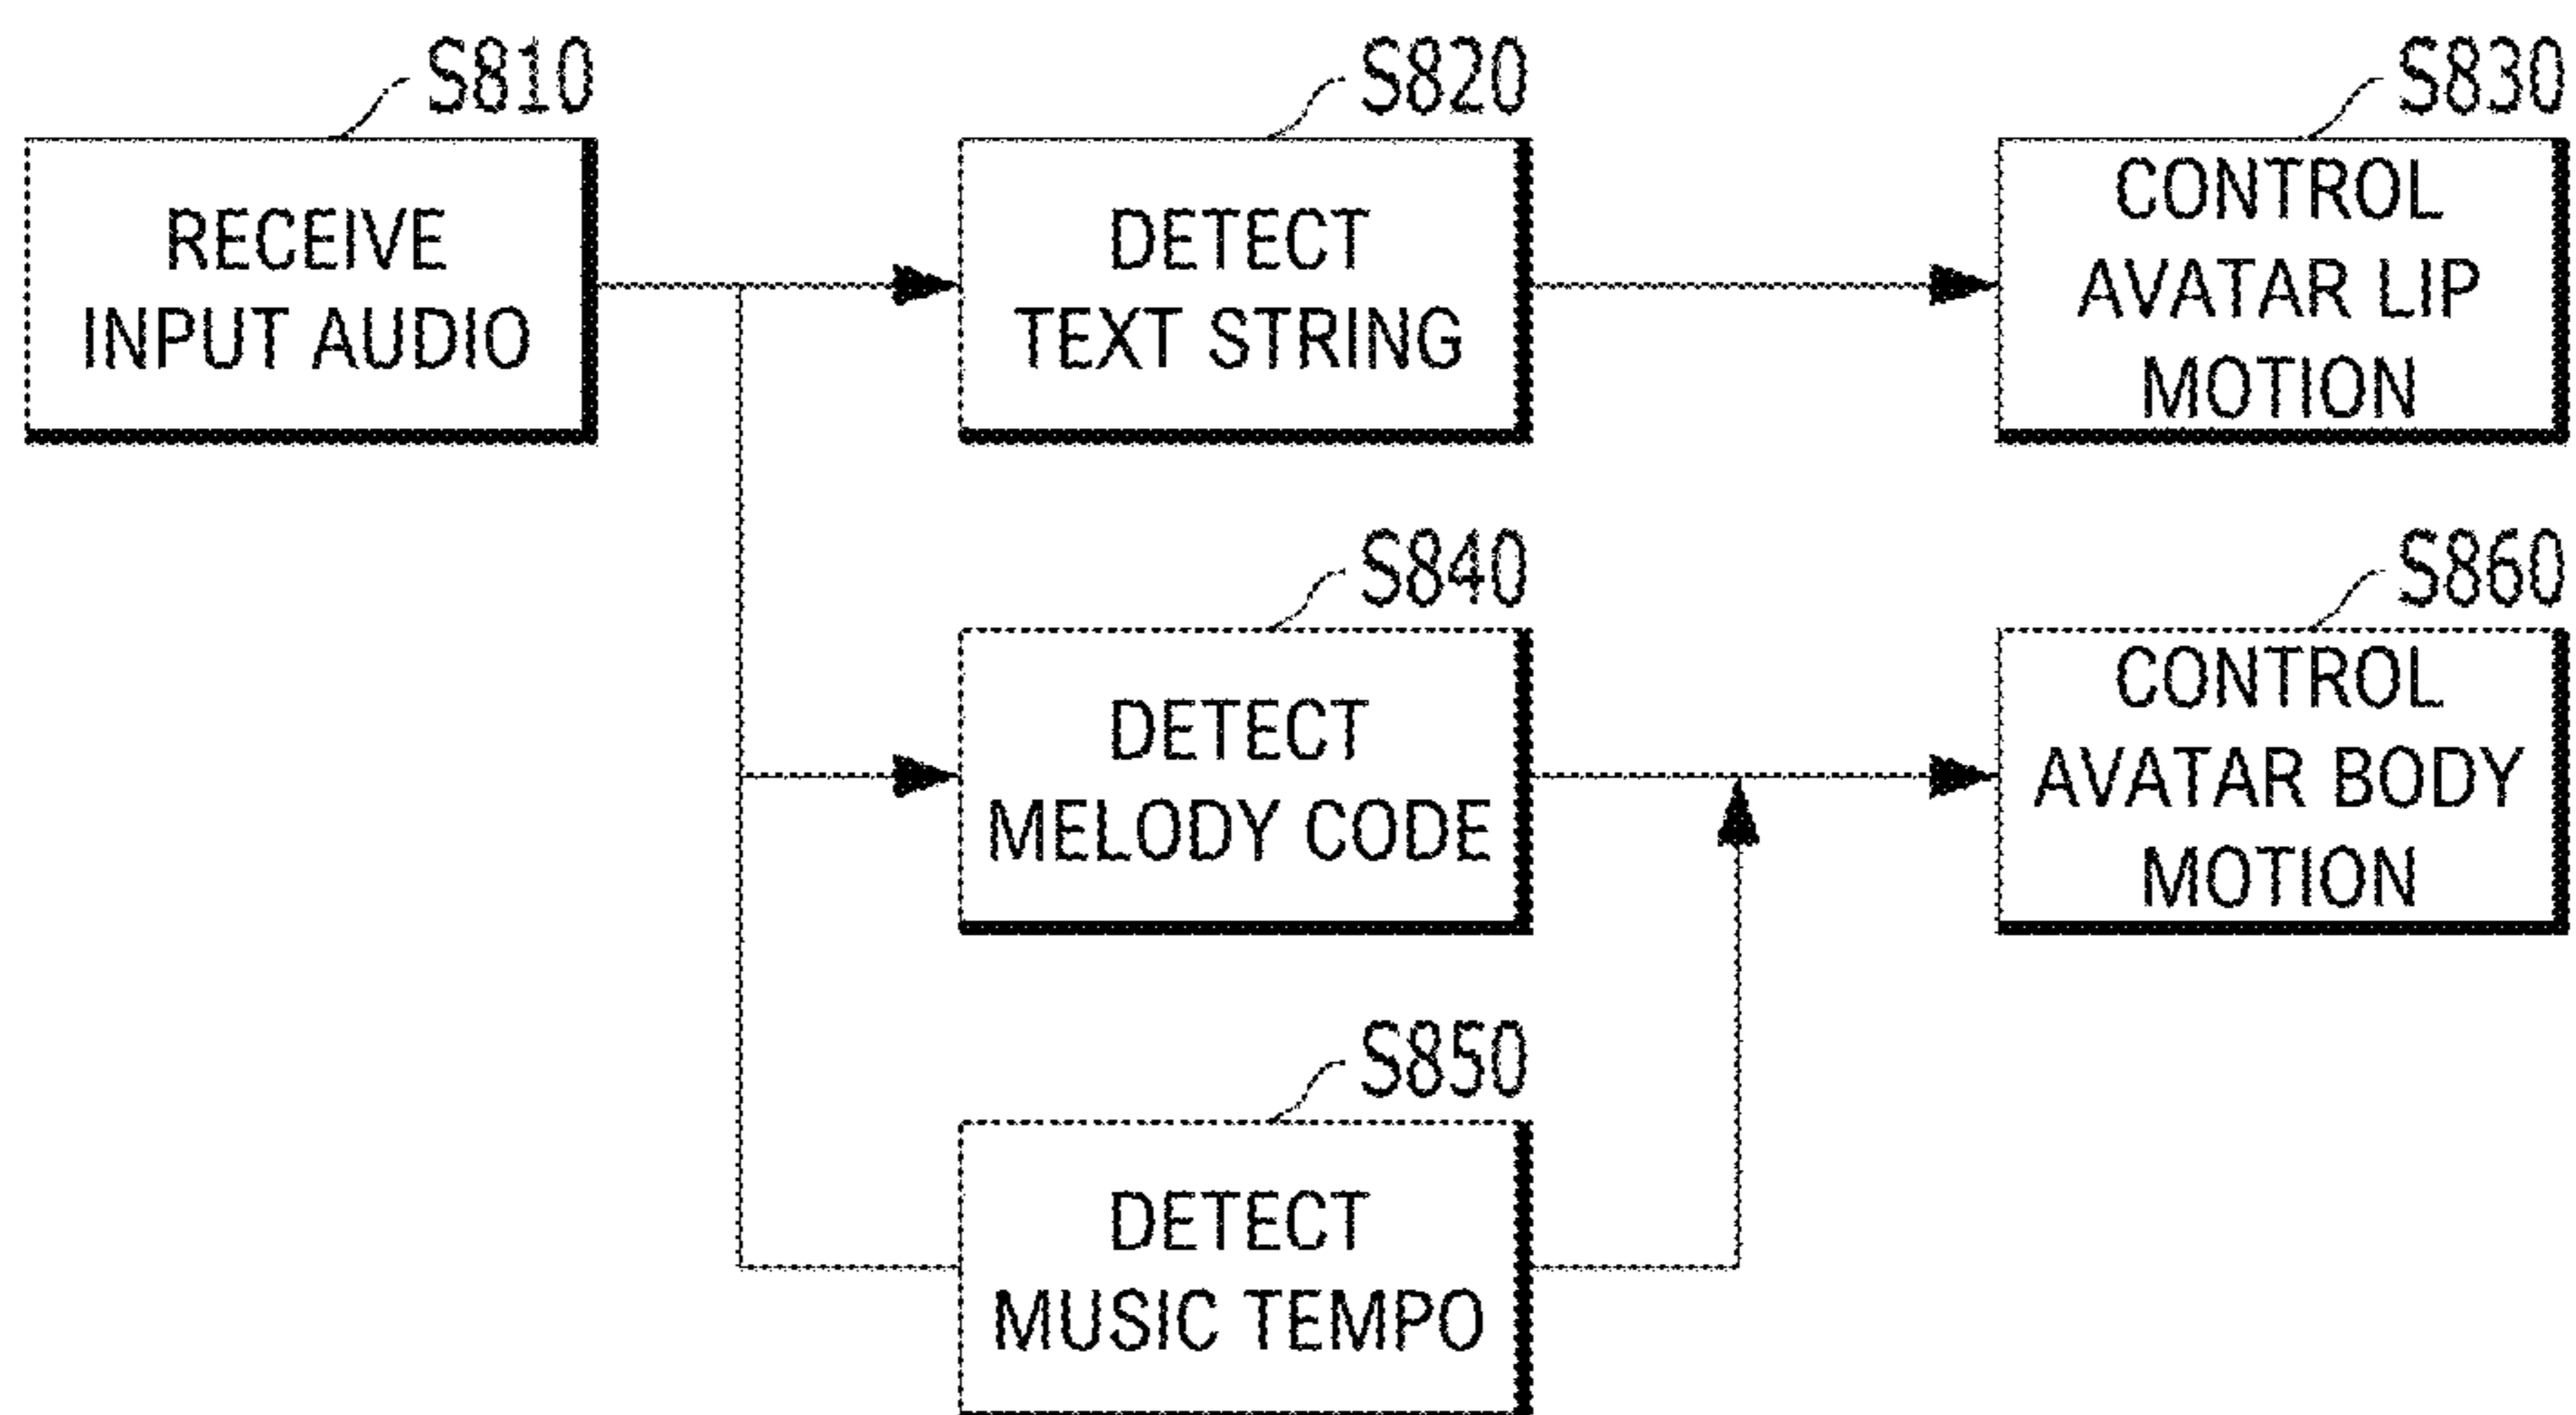 S810
RECEIVE
INPUT AUDIO
S820
DETECT
TEXT STRING
S830
CONTROL
AVATAR LIP
MOTION
S840
DETECT
MELODY CODE
S860
CONTROL
AVATAR BODY
MOTION
S850
DETECT
MUSIC TEMPO